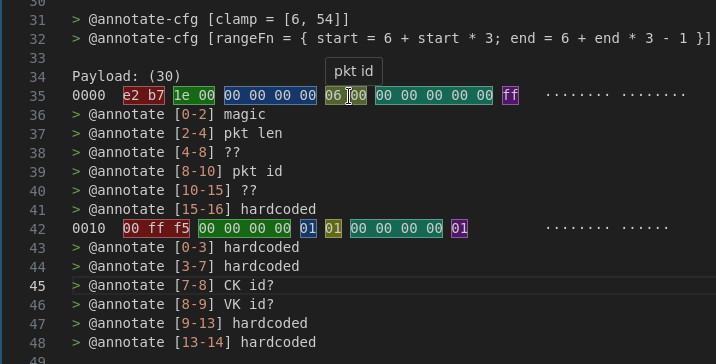 30
31 > @annotate-cfg [clamp = [6, 54]]
32 > @annotate-cfg [rangeFn = { start = 6 + start * 3; end = 6 + end * 3 - 1 }]
33
pkt id
34 Payload: (30)
35 0000 e2 b7 1e 00 00 00 00 00 06 00 00 00 00 00 00 ff ········ ········
36 > @annotate [0-2] magic
37 > @annotate [2-4] pkt len
38 > @annotate [4-8] ??
39 > @annotate [8-10] pkt id
40 > @annotate [10-15] ??
41 > @annotate [15-16] hardcoded
42 0010 00 ff f5 00 00 00 00 01 01 00 00 00 00 01 ········ ······
43 > @annotate [0-3] hardcoded
44 > @annotate [3-7] hardcoded
45 > @annotate [7-8] CK id?
46 > @annotate [8-9] VK id?
47 > @annotate [9-13] hardcoded
48 > @annotate [13-14] hardcoded
49